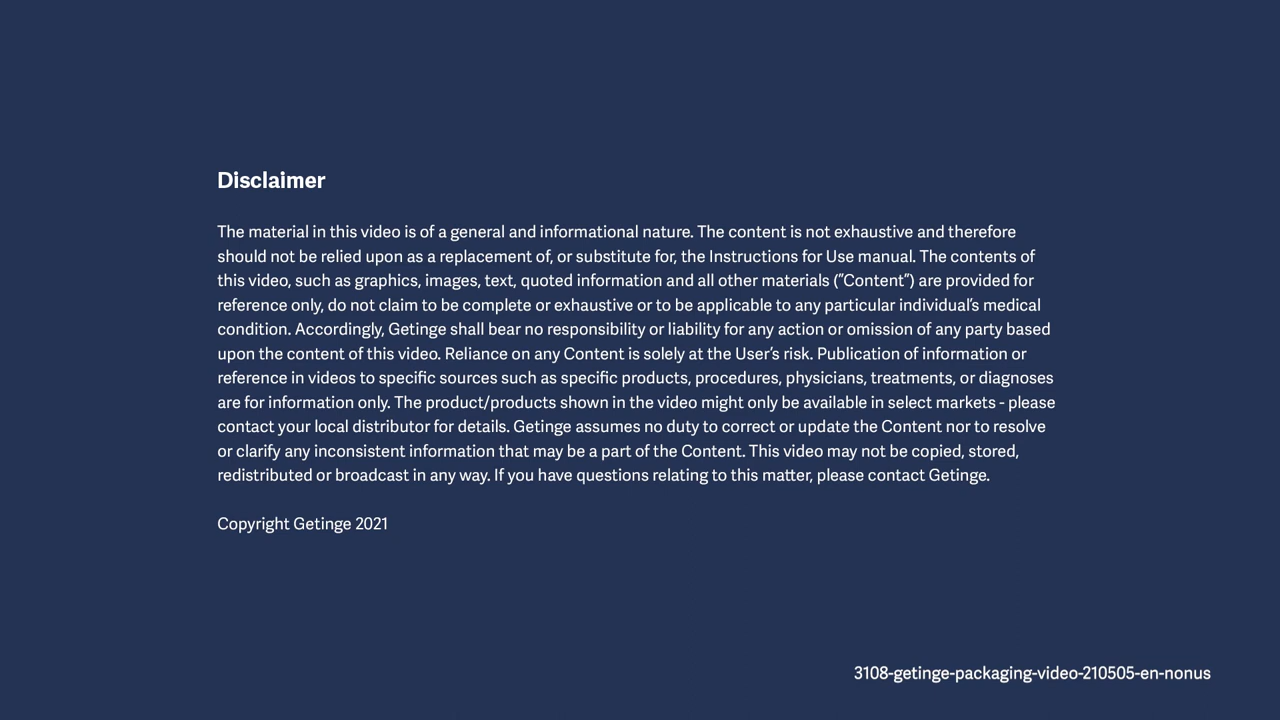 Disclaimer
The material in this video is of a general and informational nature. The content is not exhaustive and therefore
should not be relied upon as a replacement of, or substitute for, the Instructions for Use manual. The contents of
this video, such as graphics, images, text, quoted information and all other materials (”Content”) are provided for
reference only, do not claim to be complete or exhaustive or to be applicable to any particular individual’s medical
condition. Accordingly, Getinge shall bear no responsibility or liability for any action or omission of any party based
upon the content of this video. Reliance on any Content is solely at the User’s risk. Publication of information or
reference in videos to specific sources such as specific products, procedures, physicians, treatments, or diagnoses
are for information only. The product/products shown in the video might only be available in select markets - please
contact your local distributor for details. Getinge assumes no duty to correct or update the Content nor to resolve
or clarify any inconsistent information that may be a part of the Content. This video may not be copied, stored,
redistributed or broadcast in any way. If you have questions relating to this matter, please contact Getinge.
Copyright Getinge 2021
3108-getinge-packaging-video-210505-en-nonus